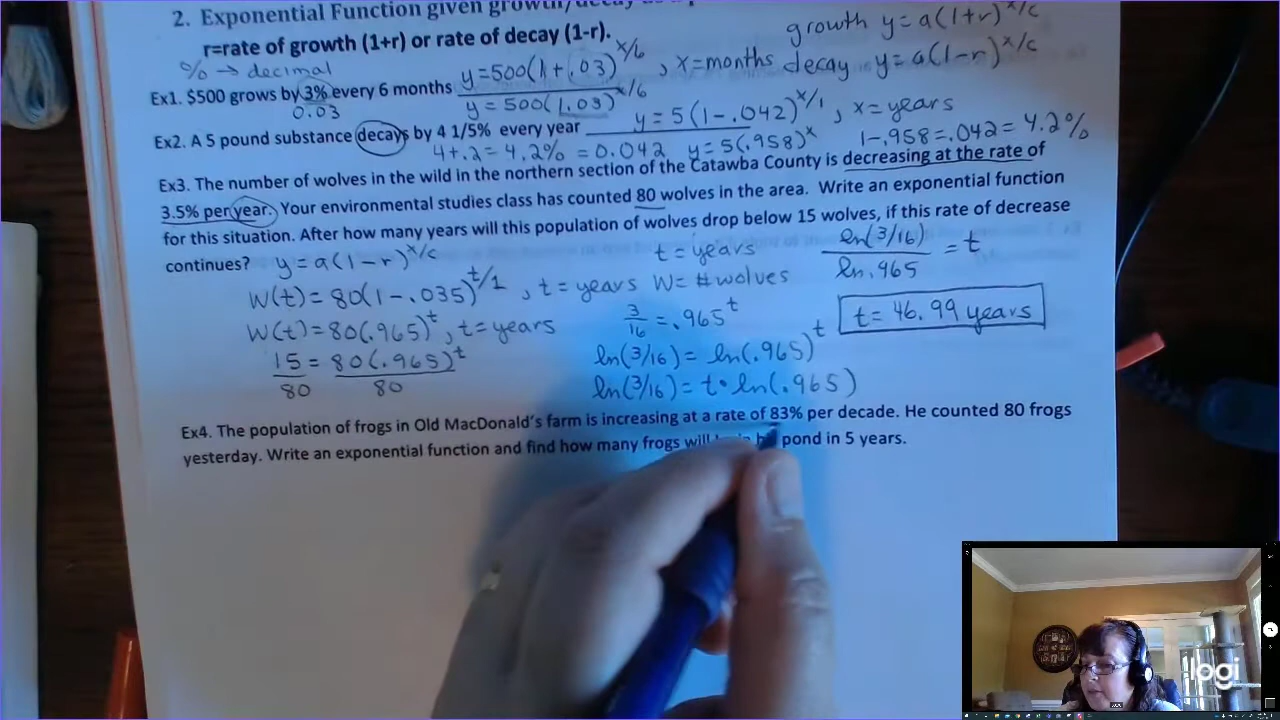 2. Exponential Function given growth/decay as a
growth y=a(1+r)^x/c
r=rate of growth (1+r) or rate of decay (1-r).
% → decimal
y=500(1+.03)^x/6, x=months
decay y=a(1-r)^x/c
Ex1. $500 grows by 3% every 6 months
0.03
y=500(1.03)^x/6
y=5(1-.042)^x/1, x=years
Ex2. A 5 pound substance decays by 4 1/5% every year
4+.2=4.2%=0.042
y=5(.958)^x
1-.958=.042=4.2%
Ex3. The number of wolves in the wild in the northern section of the Catawba County is decreasing at the rate of
3.5% per year. Your environmental studies class has counted 80 wolves in the area. Write an exponential function
for this situation. After how many years will this population of wolves drop below 15 wolves, if this rate of decrease
continues?
y=a(1-r)^x/c
t=years
ln(3/16)/ln.965=t
W(t)=80(1-.035)^t/1, t=years
W=#wolves
W(t)=80(.965)^t, t=years
3/16=.965^t
t=46.99 years
15/80=80(.965)^t/80
ln(3/16)=ln(.965)^t
ln(3/16)=t•ln(.965)
Ex4. The population of frogs in Old MacDonald's farm is increasing at a rate of 83% per decade. He counted 80 frogs
yesterday. Write an exponential function and find how many frogs will pond in 5 years.
logi